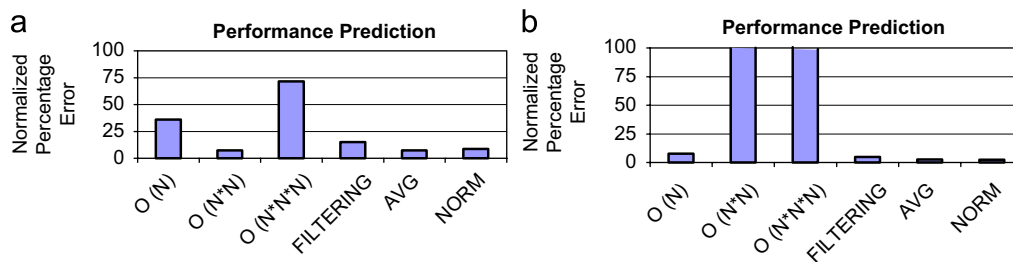 a
Performance Prediction
Normalized
Percentage
Error
100
75
50
25
0
O (N)
O (N*N)
O (N*N*N)
FILTERING
AVG
NORM
b
Performance Prediction
Normalized
Percentage
Error
100
75
50
25
0
O (N)
O (N*N)
O (N*N*N)
FILTERING
AVG
NORM